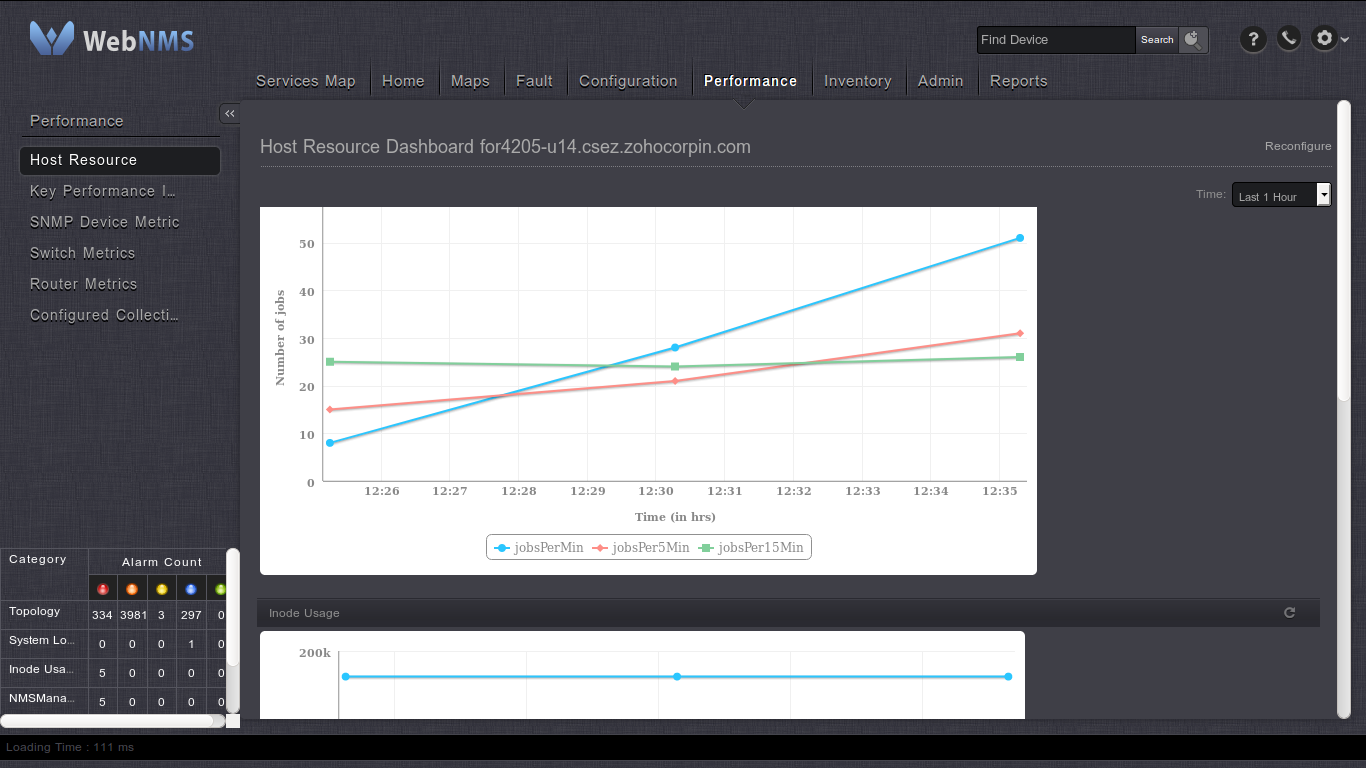 WebNMS
Find Device
Search
?
Services Map Home Maps Fault Configuration Performance Inventory Admin Reports
Performance
«
Host Resource
Key Performance I...
SNMP Device Metric
Switch Metrics
Router Metrics
Configured Collecti...
Host Resource Dashboard for4205-u14.csez.zohocorpin.com
Reconfigure
Time: Last 1 Hour
Number of jobs
50
40
30
20
10
0
12:26 12:27 12:28 12:29 12:30 12:31 12:32 12:33 12:34 12:35
Time (in hrs)
jobsPerMin jobsPer5Min jobsPer15Min
Inode Usage
200k
Category Alarm Count
Topology 334 3981 3 297 0
System Lo... 0 0 0 1 0
Inode Usa... 5 0 0 0 0
NMSMana... 5 0 0 0 0
Loading Time : 111 ms